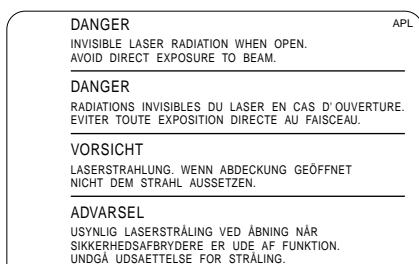 DANGER
APL
INVISIBLE LASER RADIATION WHEN OPEN.
AVOID DIRECT EXPOSURE TO BEAM.
DANGER
RADIATIONS INVISIBLES DU LASER EN CAS D'OUVERTURE.
EVITER TOUTE EXPOSITION DIRECTE AU FAISCEAU.
VORSICHT
LASERSTRAHLUNG. WENN ABDECKUNG GEÖFFNET
NICHT DEM STRAHL AUSSETZEN.
ADVARSEL
USYNLIG LASERSTRÅLING VED ÅBNING NÅR
SIKKERHEDSAFBRYDERE ER UDE AF FUNKTION.
UNDGÅ UDSAETTELSE FOR STRÅLING.